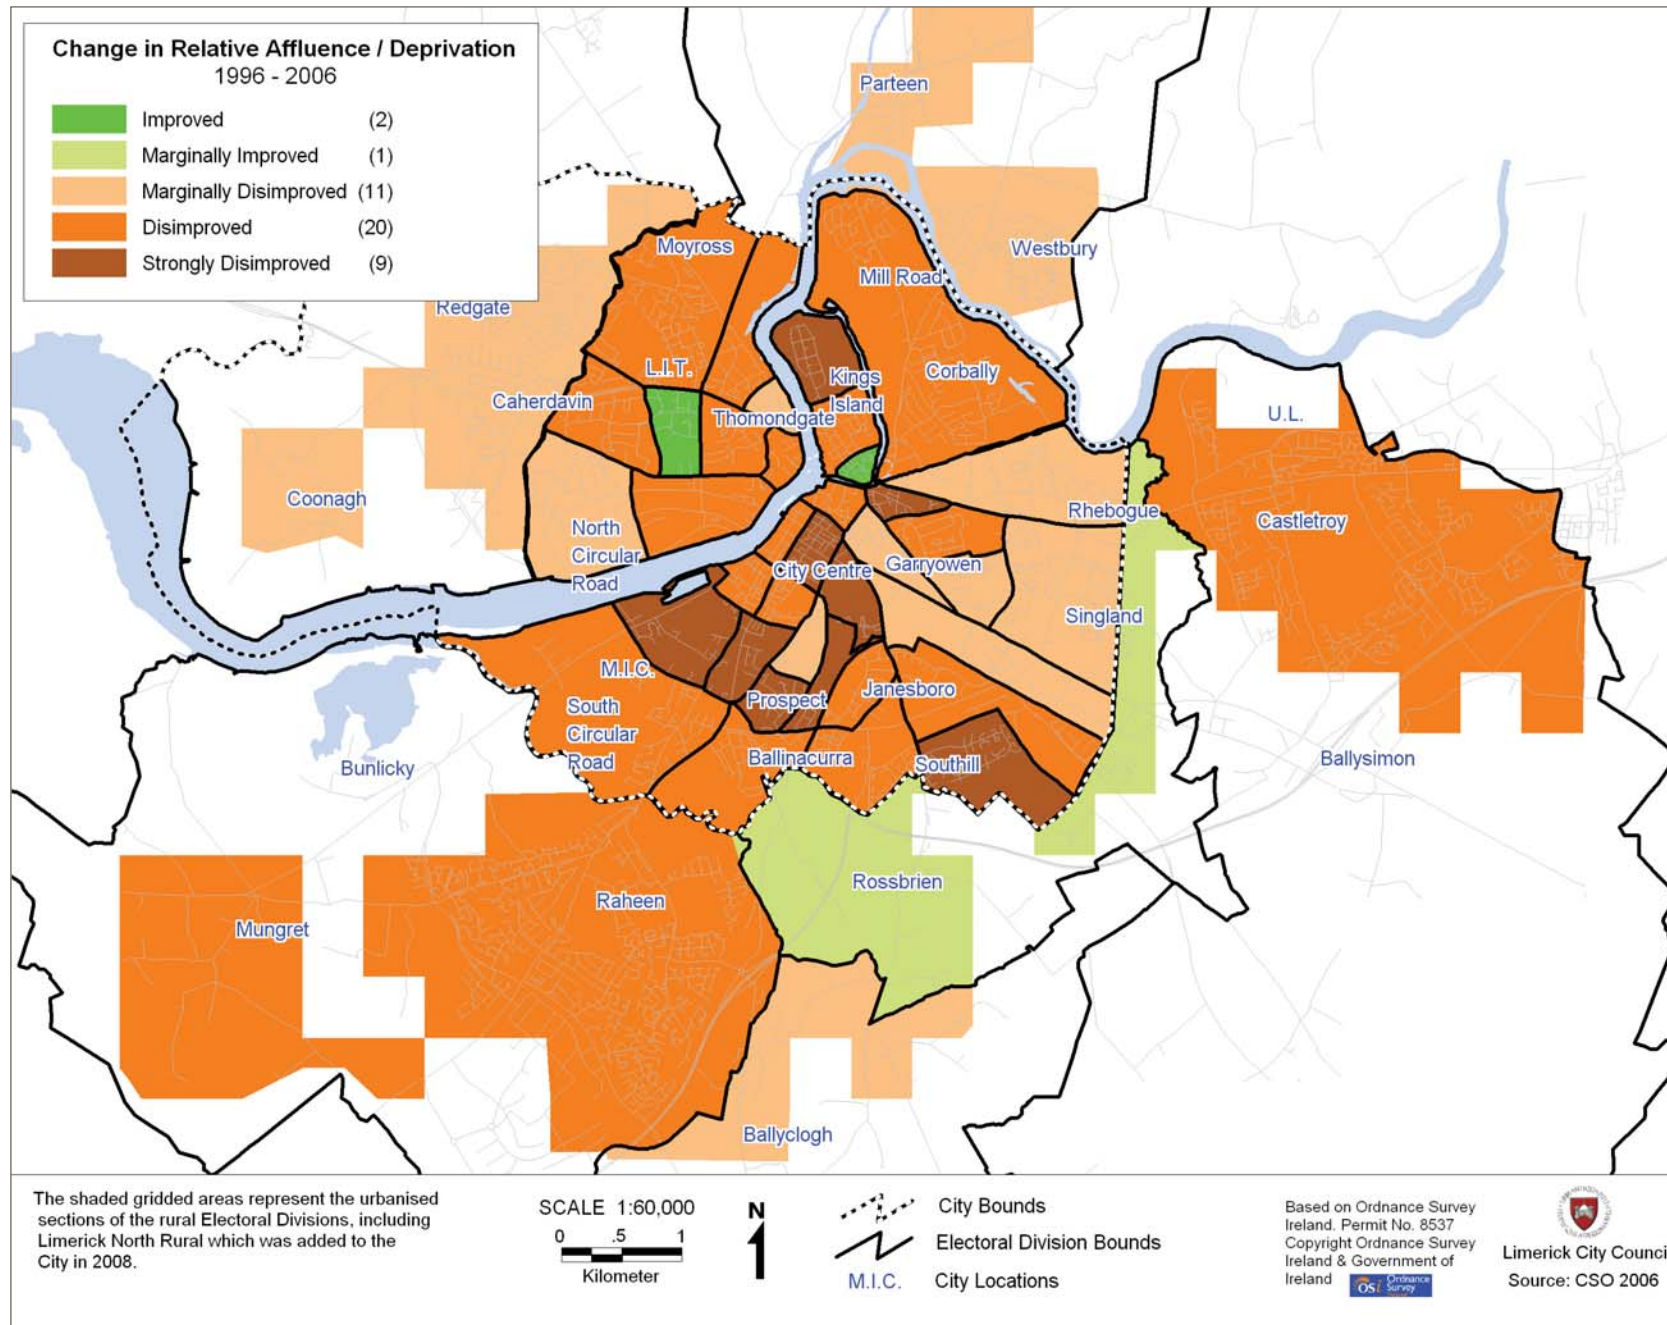 Change in Relative Affluence / Deprivation
1996 - 2006
Improved (2)
Marginally Improved (1)
Marginally Disimproved (11)
Disimproved (20)
Strongly Disimproved (9)
Parteen
Westbury
Moyross
Mill Road
Redgate
L.I.T.
Kings
Island
Corbally
Caherdavin
Thomondgate
U.L.
Coonagh
Rhebogue
Castletroy
North
Circular
Road
City Centre
Garryowen
Singland
M.I.C.
Prospect
Janesboro
South
Circular
Road
Ballinacurra
Southill
Bunlicky
Ballysimon
Rossbrien
Raheen
Mungret
Ballyclogh
The shaded gridded areas represent the urbanised
sections of the rural Electoral Divisions, including
Limerick North Rural which was added to the
City in 2008.
SCALE 1:60,000
0 .5 1
Kilometer
N
City Bounds
Electoral Division Bounds
M.I.C. City Locations
Based on Ordnance Survey
Ireland. Permit No. 8537
Copyright Ordnance Survey
Ireland & Government of
Ireland
OSi Ordnance
Survey
Limerick City Counci
Source: CSO 2006